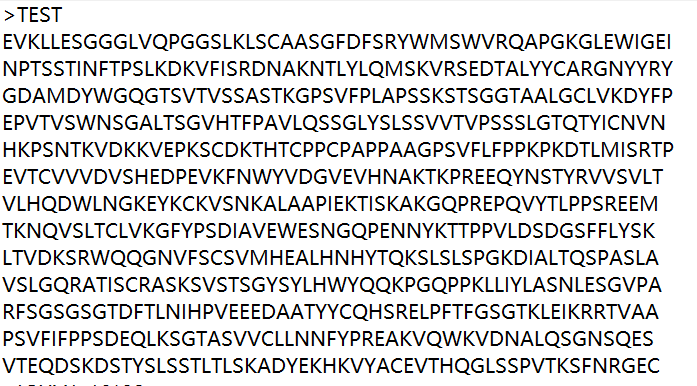 >TEST
EVKLLESGGGLVQPGGSLKLSCAASGFDFSRYWMSWVRQAPGKGLEWIGEI
NPTSSTINFTPSLKDKVFISRDNAKNTLYLQMSKVRSEDTALYYCARGNYYRY
GDAMDYWGQGTSVTVSSASTKGPSVFPLAPSSKSTSGGTAALGCLVKDYFP
EPVTVSWNSGALTSGVHTFPAVLQSSGLYSLSSVVTVPSSSLGTQTYICNVN
HKPSNTKVDKKVEPKSCDKTHTCPPCPAPPAAGPSVFLFPPKPKDTLMISRTP
EVTCVVVDVSHEDPEVKFNWYVDGVEVHNAKTKPREEQYNSTYRVVSVLT
VLHQDWLNGKEYKCKVSNKALAAPIEKTISKAKGQPREPQVYTLPPSREEM
TKNQVSLTCLVKGFYPSDIAVEWESNGQPENNYKTTPPVLDSDGSFFLYSK
LTVDKSRWQQGNVFSCSVMHEALHNHYTQKSLSLSPGKDIALTQSPASLA
VSLGQRATISCRASKSVSTSGYSYLHWYQQKPGQPPKLLIYLASNLESGVPA
RFSGSGSGTDFTLNIHPVEEEDAATYYCQHSRELPFTFGSGTKLEIKRRTVAA
PSVFIFPPSDEQLKSGTASVVCLLNNFYPREAKVQWKVDNALQSGNSQES
VTEQDSKDSTYSLSSTLTLSKADYEKHKVYACEVTHQGLSSPVTKSFNRGEC